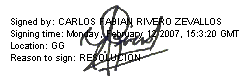 Signed by: CARLOS FABIAN RIVERO ZEVALLOS
Signing time: Monday, February 12 2007, 15:3:20 GMT
Location: GG
Reason to sign: RESOLUCION